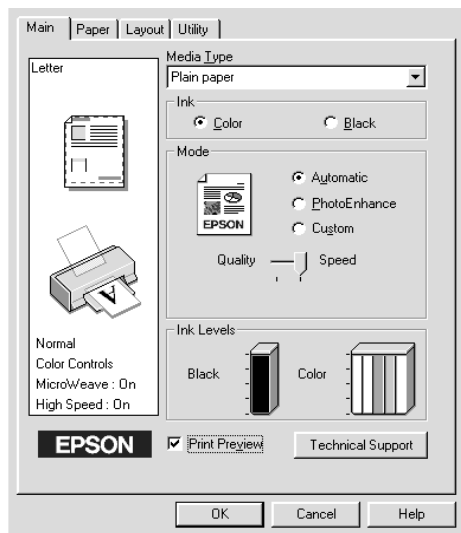 Main Paper Layout Utility
Letter
Media Type
Plain paper
Ink
Color Black
Mode
Automatic
PhotoEnhance
Custom
EPSON
Quality Speed
A
Normal
Color Controls
MicroWeave : On
High Speed : On
Ink Levels
Black Color
EPSON
Print Preview Technical Support
OK Cancel Help